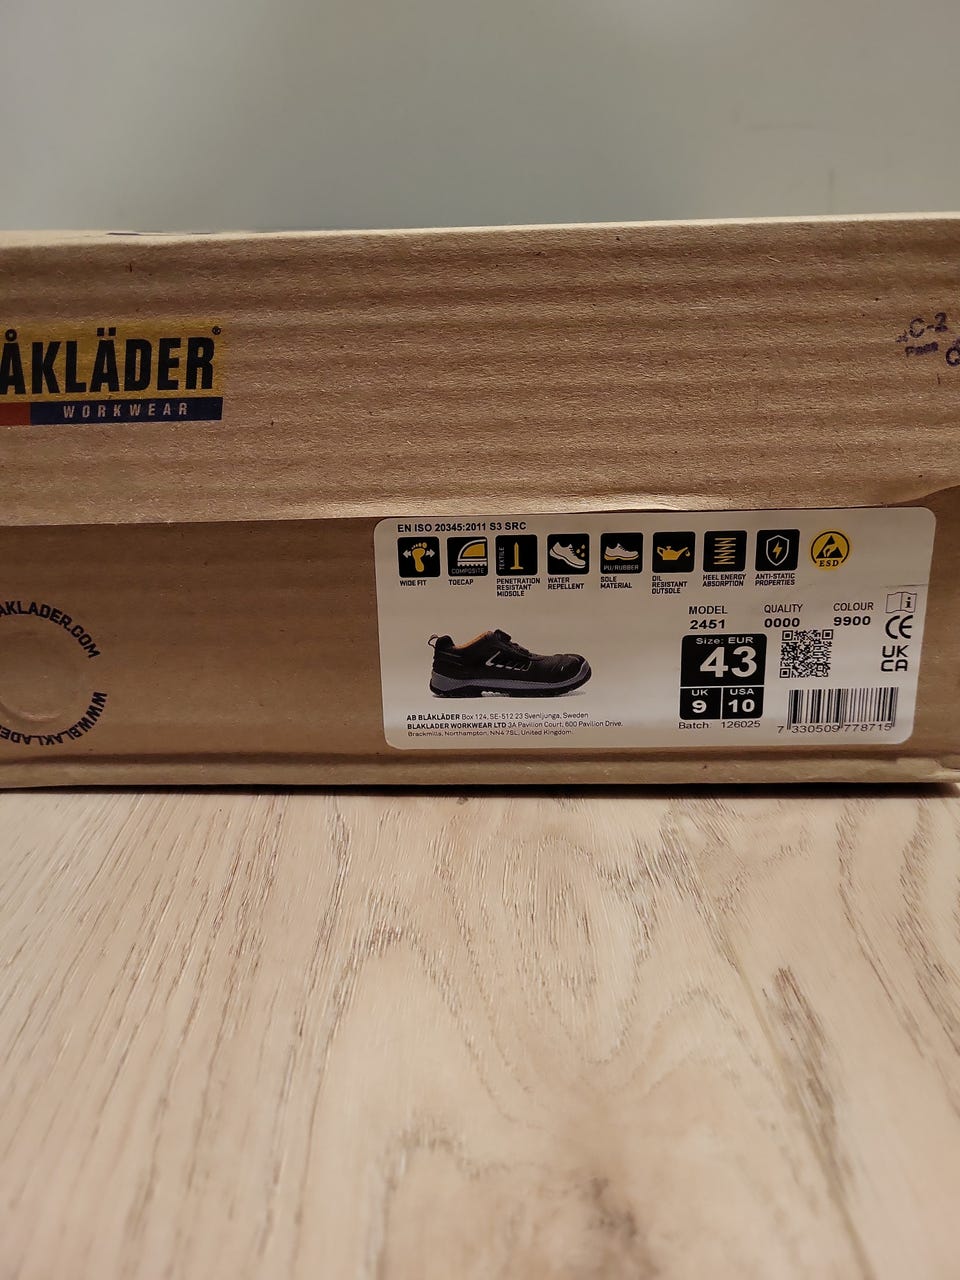 ÅKLÄDER®
WORKWEAR
C-2
Pass
AKLADER.COM
WWW.BLAKLADE
EN ISO 20345:2011 S3 SRC
WIDE FIT
COMPOSITE
TOECAP
TEXTILE
PENETRATION
RESISTANT
MIDSOLE
WATER
REPELLENT
PU/RUBBER
SOLE
MATERIAL
OIL
RESISTANT
OUTSOLE
HEEL ENERGY
ABSORPTION
ANTI-STATIC
PROPERTIES
ESD
MODEL
2451
QUALITY
0000
COLOUR
9900
i
CE
UK
CA
Size: EUR
43
UK
9
USA
10
Batch: 126025
7 330509 778715
AB BLÅKLÄDER Box 124, SE-512 23 Svenljunga, Sweden
BLAKLADER WORKWEAR LTD 3A Pavilion Court, 600 Pavilion Drive,
Brackmills, Northampton, NN4 7SL, United Kingdom.